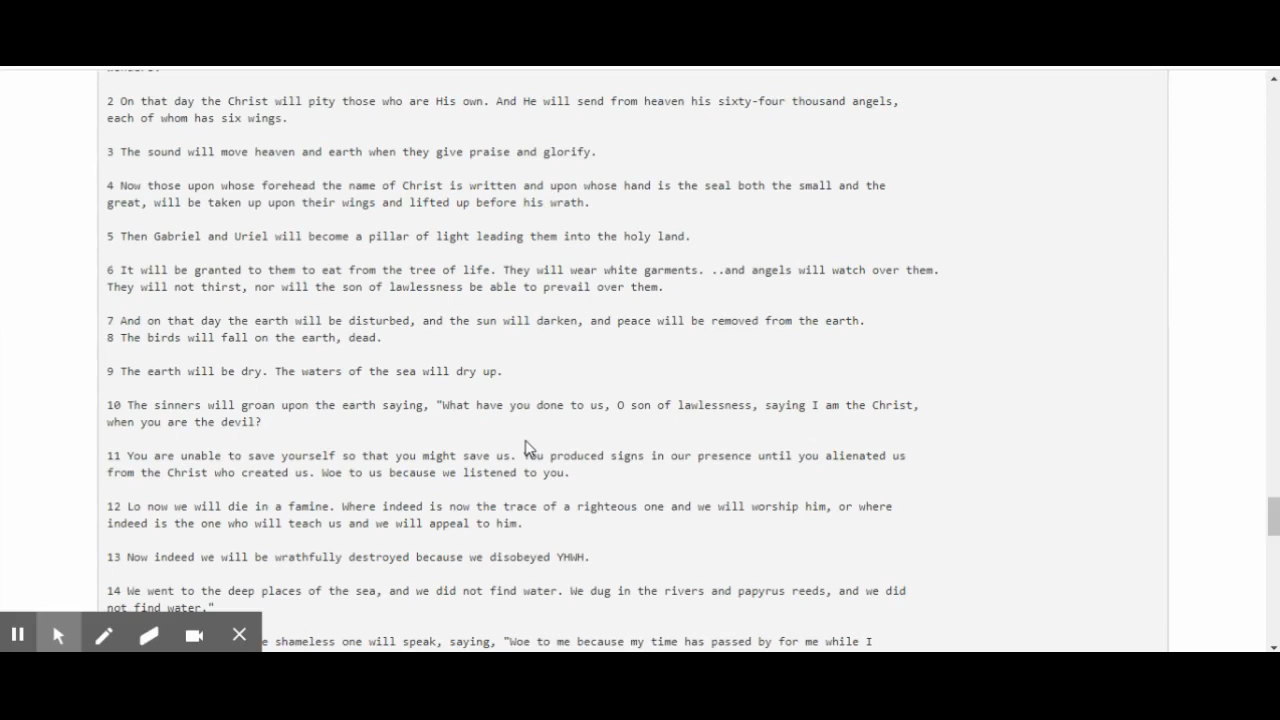 2 On that day the Christ will pity those who are His own. And He will send from heaven his sixty-four thousand angels,
each of whom has six wings.
3 The sound will move heaven and earth when they give praise and glorify.
4 Now those upon whose forehead the name of Christ is written and upon whose hand is the seal both the small and the
great, will be taken up upon their wings and lifted up before his wrath.
5 Then Gabriel and Uriel will become a pillar of light leading them into the holy land.
6 It will be granted to them to eat from the tree of life. They will wear white garments. ..and angels will watch over them.
They will not thirst, nor will the son of lawlessness be able to prevail over them.
7 And on that day the earth will be disturbed, and the sun will darken, and peace will be removed from the earth.
8 The birds will fall on the earth, dead.
9 The earth will be dry. The waters of the sea will dry up.
10 The sinners will groan upon the earth saying, "What have you done to us, O son of lawlessness, saying I am the Christ,
when you are the devil?
11 You are unable to save yourself so that you might save us. You produced signs in our presence until you alienated us
from the Christ who created us. Woe to us because we listened to you.
12 Lo now we will die in a famine. Where indeed is now the trace of a righteous one and we will worship him, or where
indeed is the one who will teach us and we will appeal to him.
13 Now indeed we will be wrathfully destroyed because we disobeyed YHWH.
14 We went to the deep places of the sea, and we did not find water. We dug in the rivers and papyrus reeds, and we did
not find water."
shameless one will speak, saying, "Woe to me because my time has passed by for me while I